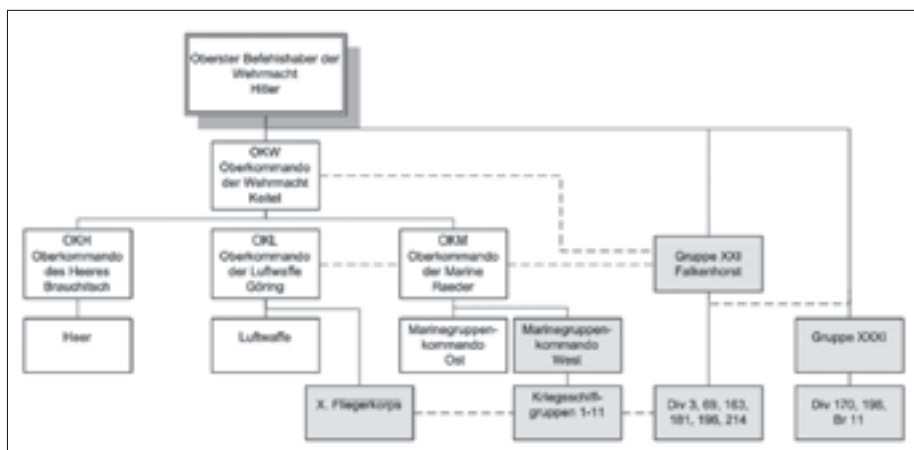 Oberster Befehlshaber der
Wehrmacht
Hitler
OKW
Oberkommando
der Wehrmacht
Keitel
OKH
Oberkommando
des Heeres
Brauchitsch
OKL
Oberkommando
der Luftwaffe
Göring
OKM
Oberkommando
der Marine
Raeder
Gruppe XXI
Falkenhorst
Heer
Luftwaffe
Marinegruppen-
kommando
Ost
Marinegruppen-
kommando
West
Gruppe XXXI
X. Fliegerkorps
Kriegsschiff-
gruppen 1-11
Div 3, 69, 163,
181, 196, 214
Div 170, 198,
Br 11